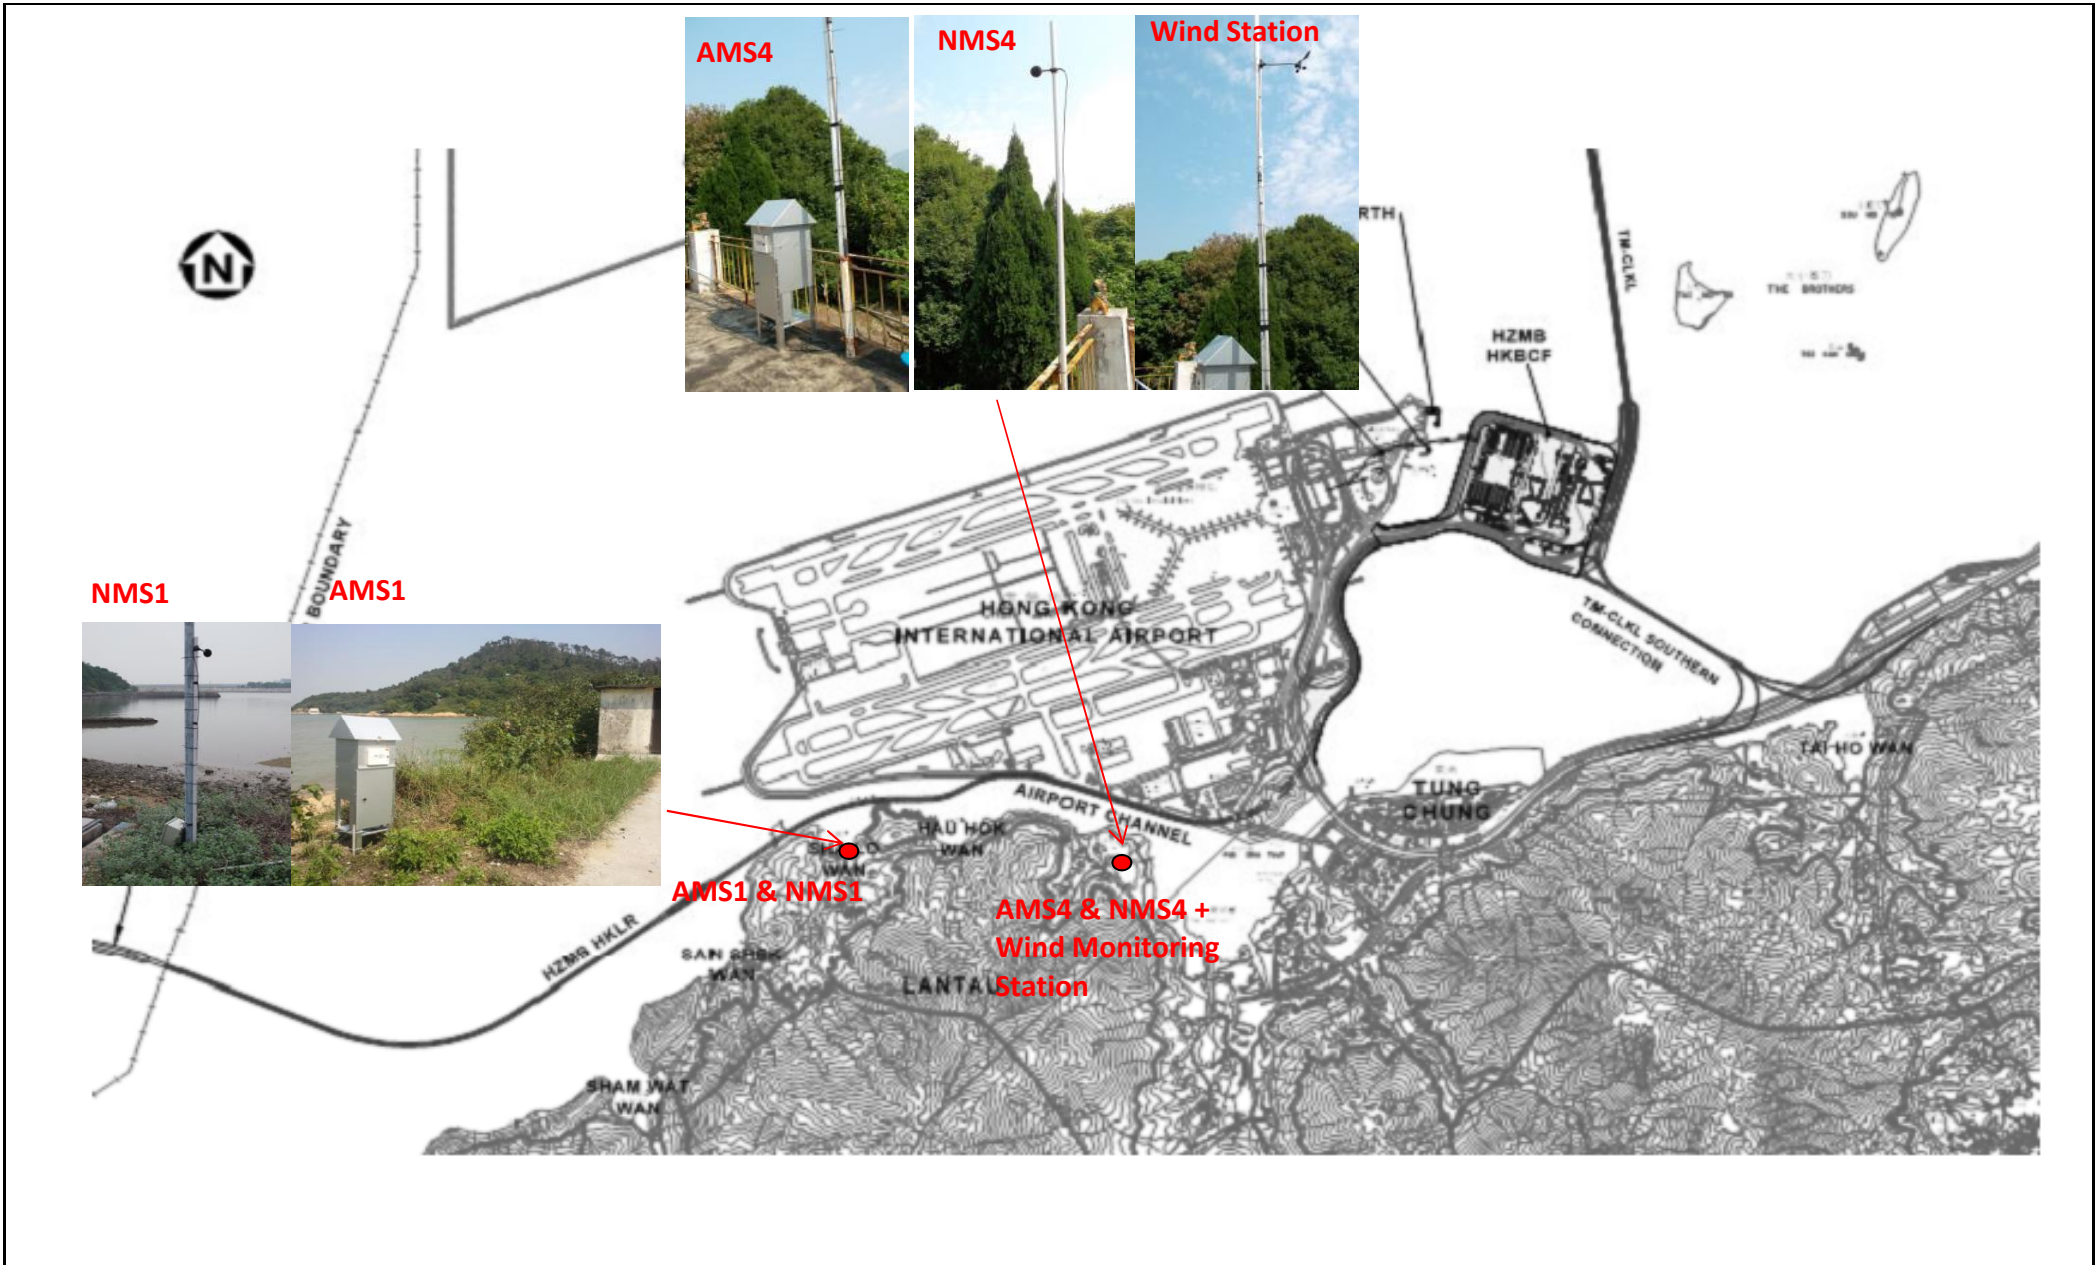 AMS4
NMS4
Wind Station
N
RTH
TM-CLKL
THE BROTHERS
HZMB
HKBCF
BOUNDARY
NMS1
AMS1
HONG KONG
INTERNATIONAL AIRPORT
TM-CLKL SOUTHERN
CONNECTION
TAI HO WAN
TUNG
CHUNG
AIRPORT CHANNEL
HAU HOK
WAN
WAN
AMS1 & NMS1
AMS4 & NMS4 +
Wind Monitoring
Station
HZMB HKLR
SAN SHEK
WAN
LANTAU
SHAM WAT
WAN